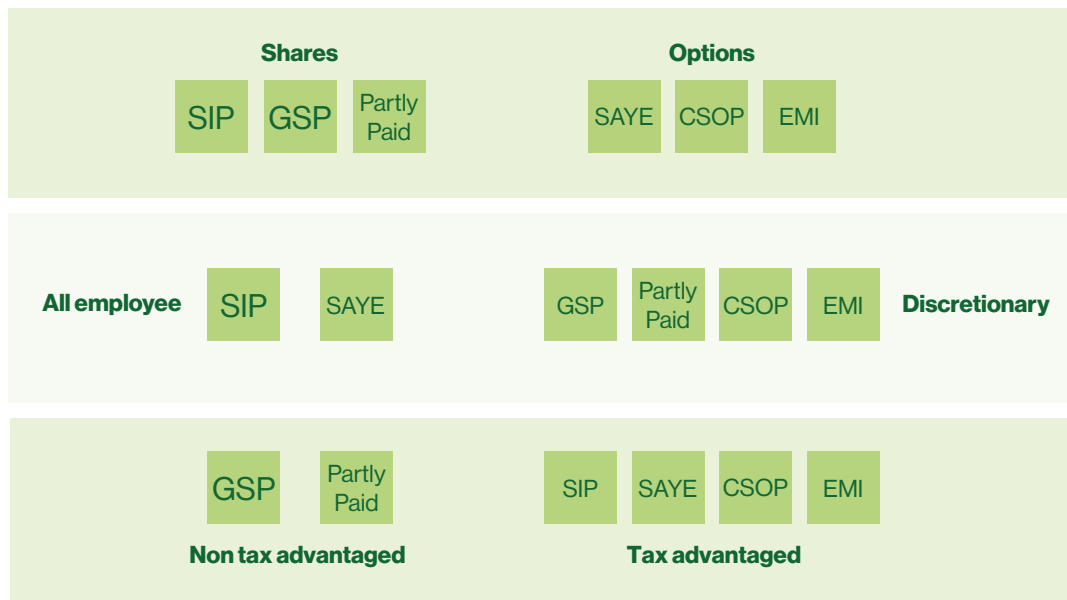 Shares
Options
SIP
GSP
Partly
Paid
SAYE
CSOP
EMI
All employee
SIP
SAYE
GSP
Partly
Paid
CSOP
EMI
Discretionary
GSP
Partly
Paid
SIP
SAYE
CSOP
EMI
Non tax advantaged
Tax advantaged